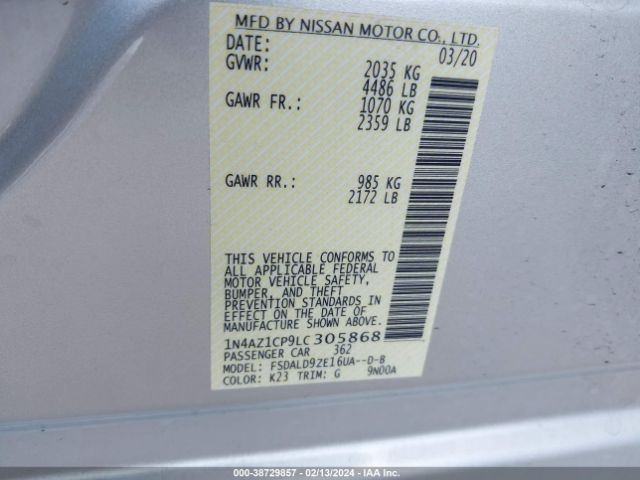 MFD BY NISSAN MOTOR CO., LTD.
DATE: 03/20
GVWR: 2035 KG
4486 LB
GAWR FR.: 1070 KG
2359 LB
GAWR RR.: 985 KG
2172 LB
THIS VEHICLE CONFORMS TO
ALL APPLICABLE FEDERAL
MOTOR VEHICLE SAFETY,
BUMPER, AND THEFT
PREVENTION STANDARDS IN
EFFECT ON THE DATE OF
MANUFACTURE SHOWN ABOVE.
1N4AZ1CP9LC305868
PASSENGER CAR 362
MODEL: FSDALD9ZE16UA--D-B
COLOR: K23 TRIM: G 9N00A
000-38729857 - 02/13/2024 - IAA Inc.